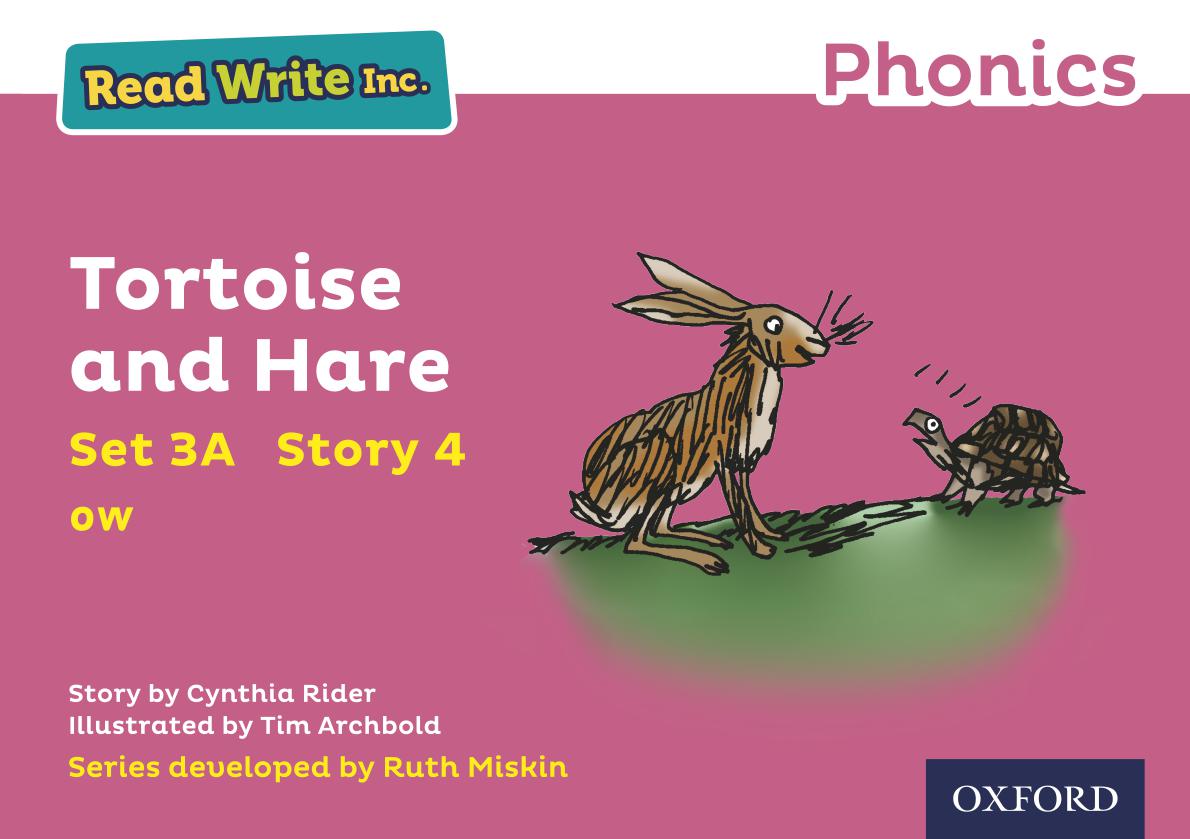 Read Write Inc.
Phonics
Tortoise
and Hare
Set 3A   Story 4
ow
Story by Cynthia Rider
Illustrated by Tim Archbold
Series developed by Ruth Miskin
OXFORD